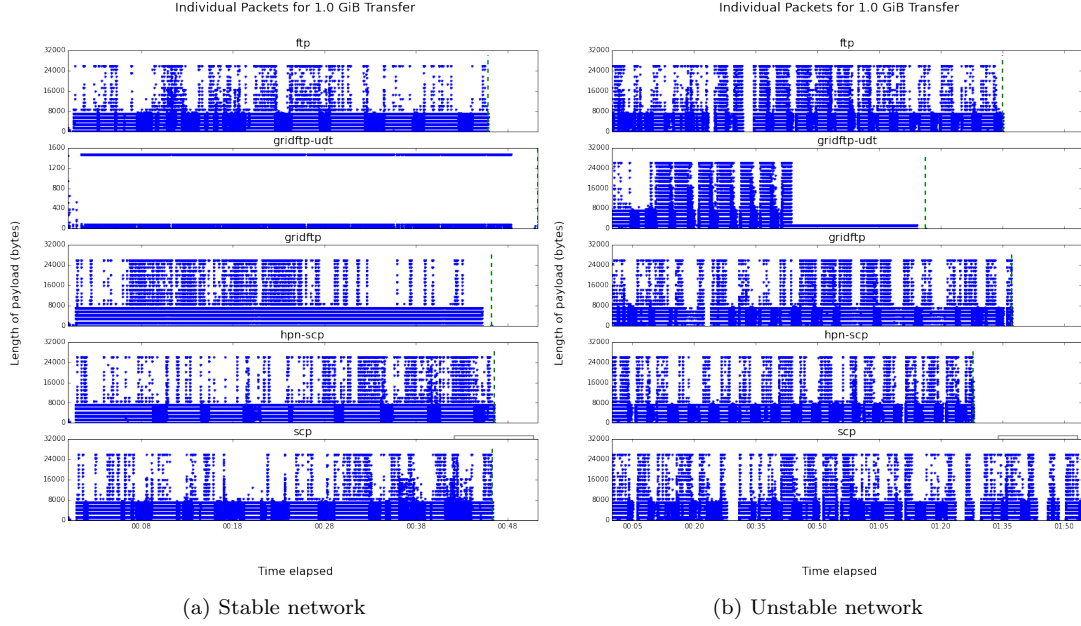 Individual Packets for 1.0 GiB Transfer
Length of payload (bytes)
ftp
32000
24000
16000
8000
0
gridftp-udt
1600
1200
800
400
0
gridftp
32000
24000
16000
8000
0
hpn-scp
32000
24000
16000
8000
0
scp
32000
24000
16000
8000
0
00:08 00:18 00:28 00:38 00:48
Time elapsed
(a) Stable network
Individual Packets for 1.0 GiB Transfer
Length of payload (bytes)
ftp
32000
24000
16000
8000
0
gridftp-udt
32000
24000
16000
8000
0
gridftp
32000
24000
16000
8000
0
hpn-scp
32000
24000
16000
8000
0
scp
32000
24000
16000
8000
0
00:05 00:20 00:35 00:50 01:05 01:20 01:35 01:50
Time elapsed
(b) Unstable network